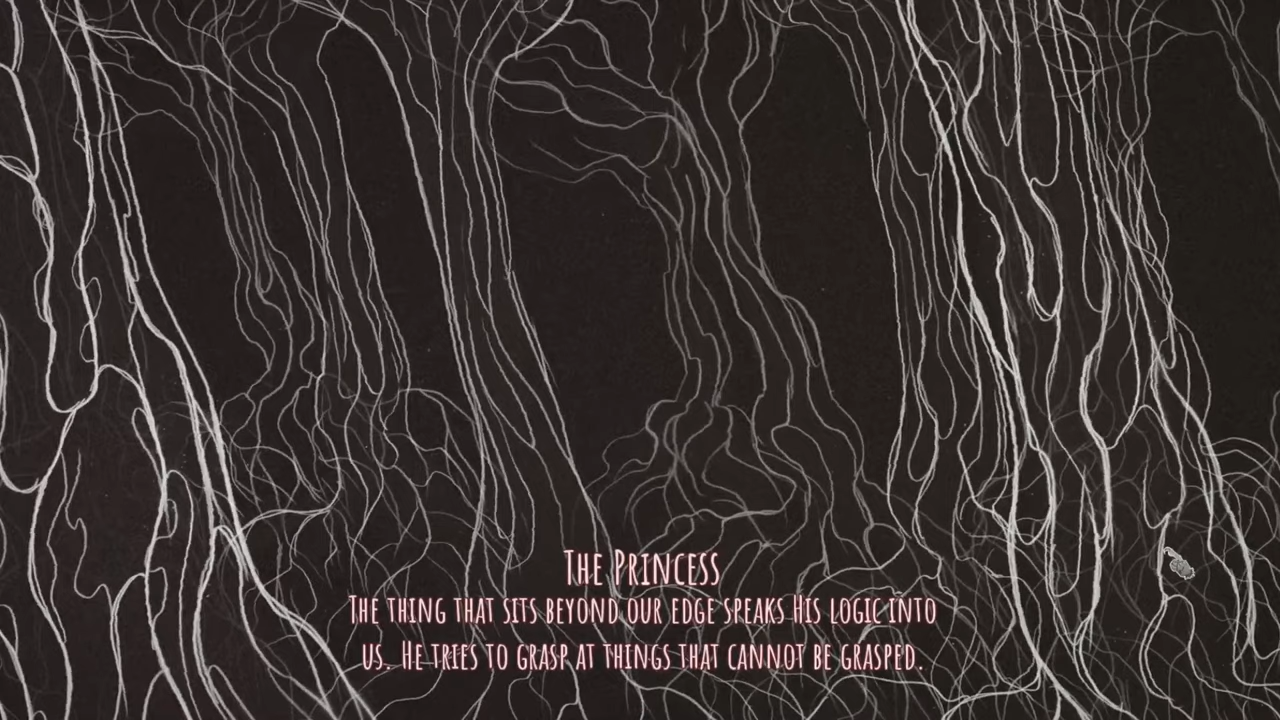 The Princess
The thing that sits beyond our edge speaks His logic into
us. He tries to grasp at things that cannot be grasped.